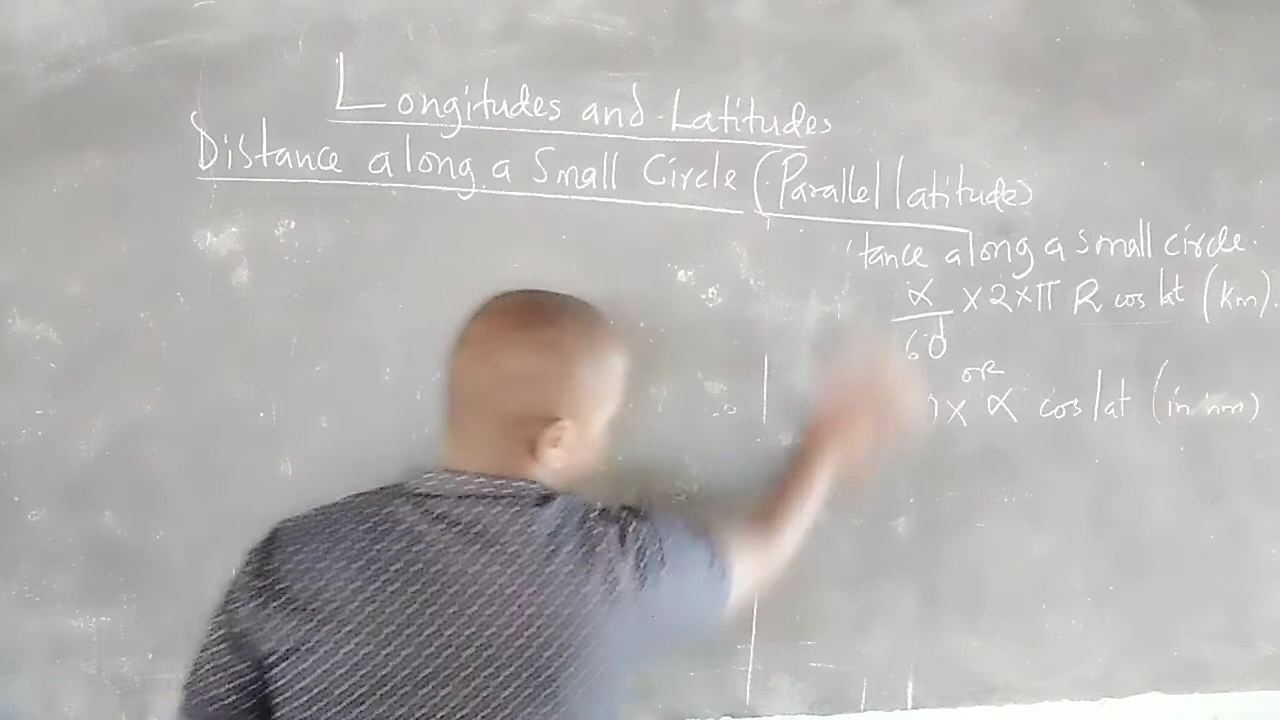 Longitudes and Latitudes
Distance along a Small Circle (Parallel latitude)
tance along a small circle.
α/60 × 2 × π R cos lat (Km)
OR
× α cos lat (in nm)